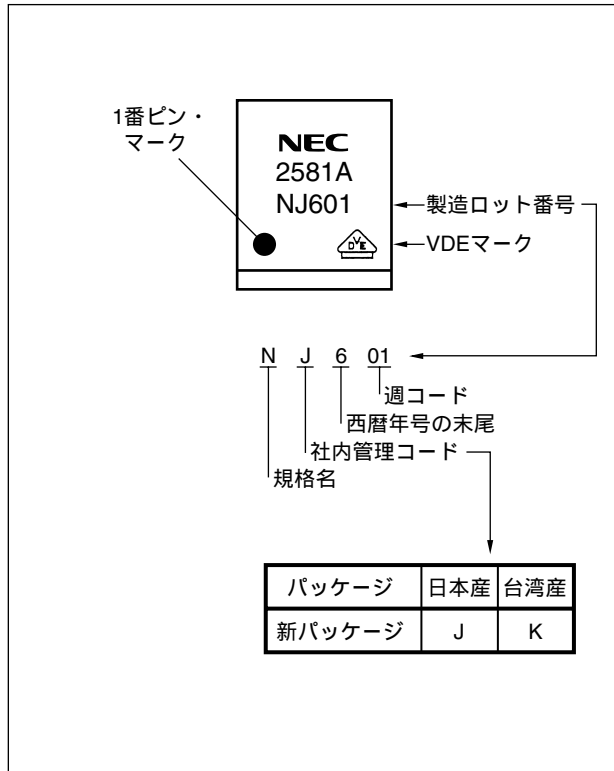 1番ピン・
マーク
NEC
2581A
NJ601
製造ロット番号
VDEマーク
DVE
N J 6 01
週コード
西暦年号の末尾
社内管理コード
規格名
パッケージ 日本産 台湾産
新パッケージ J K